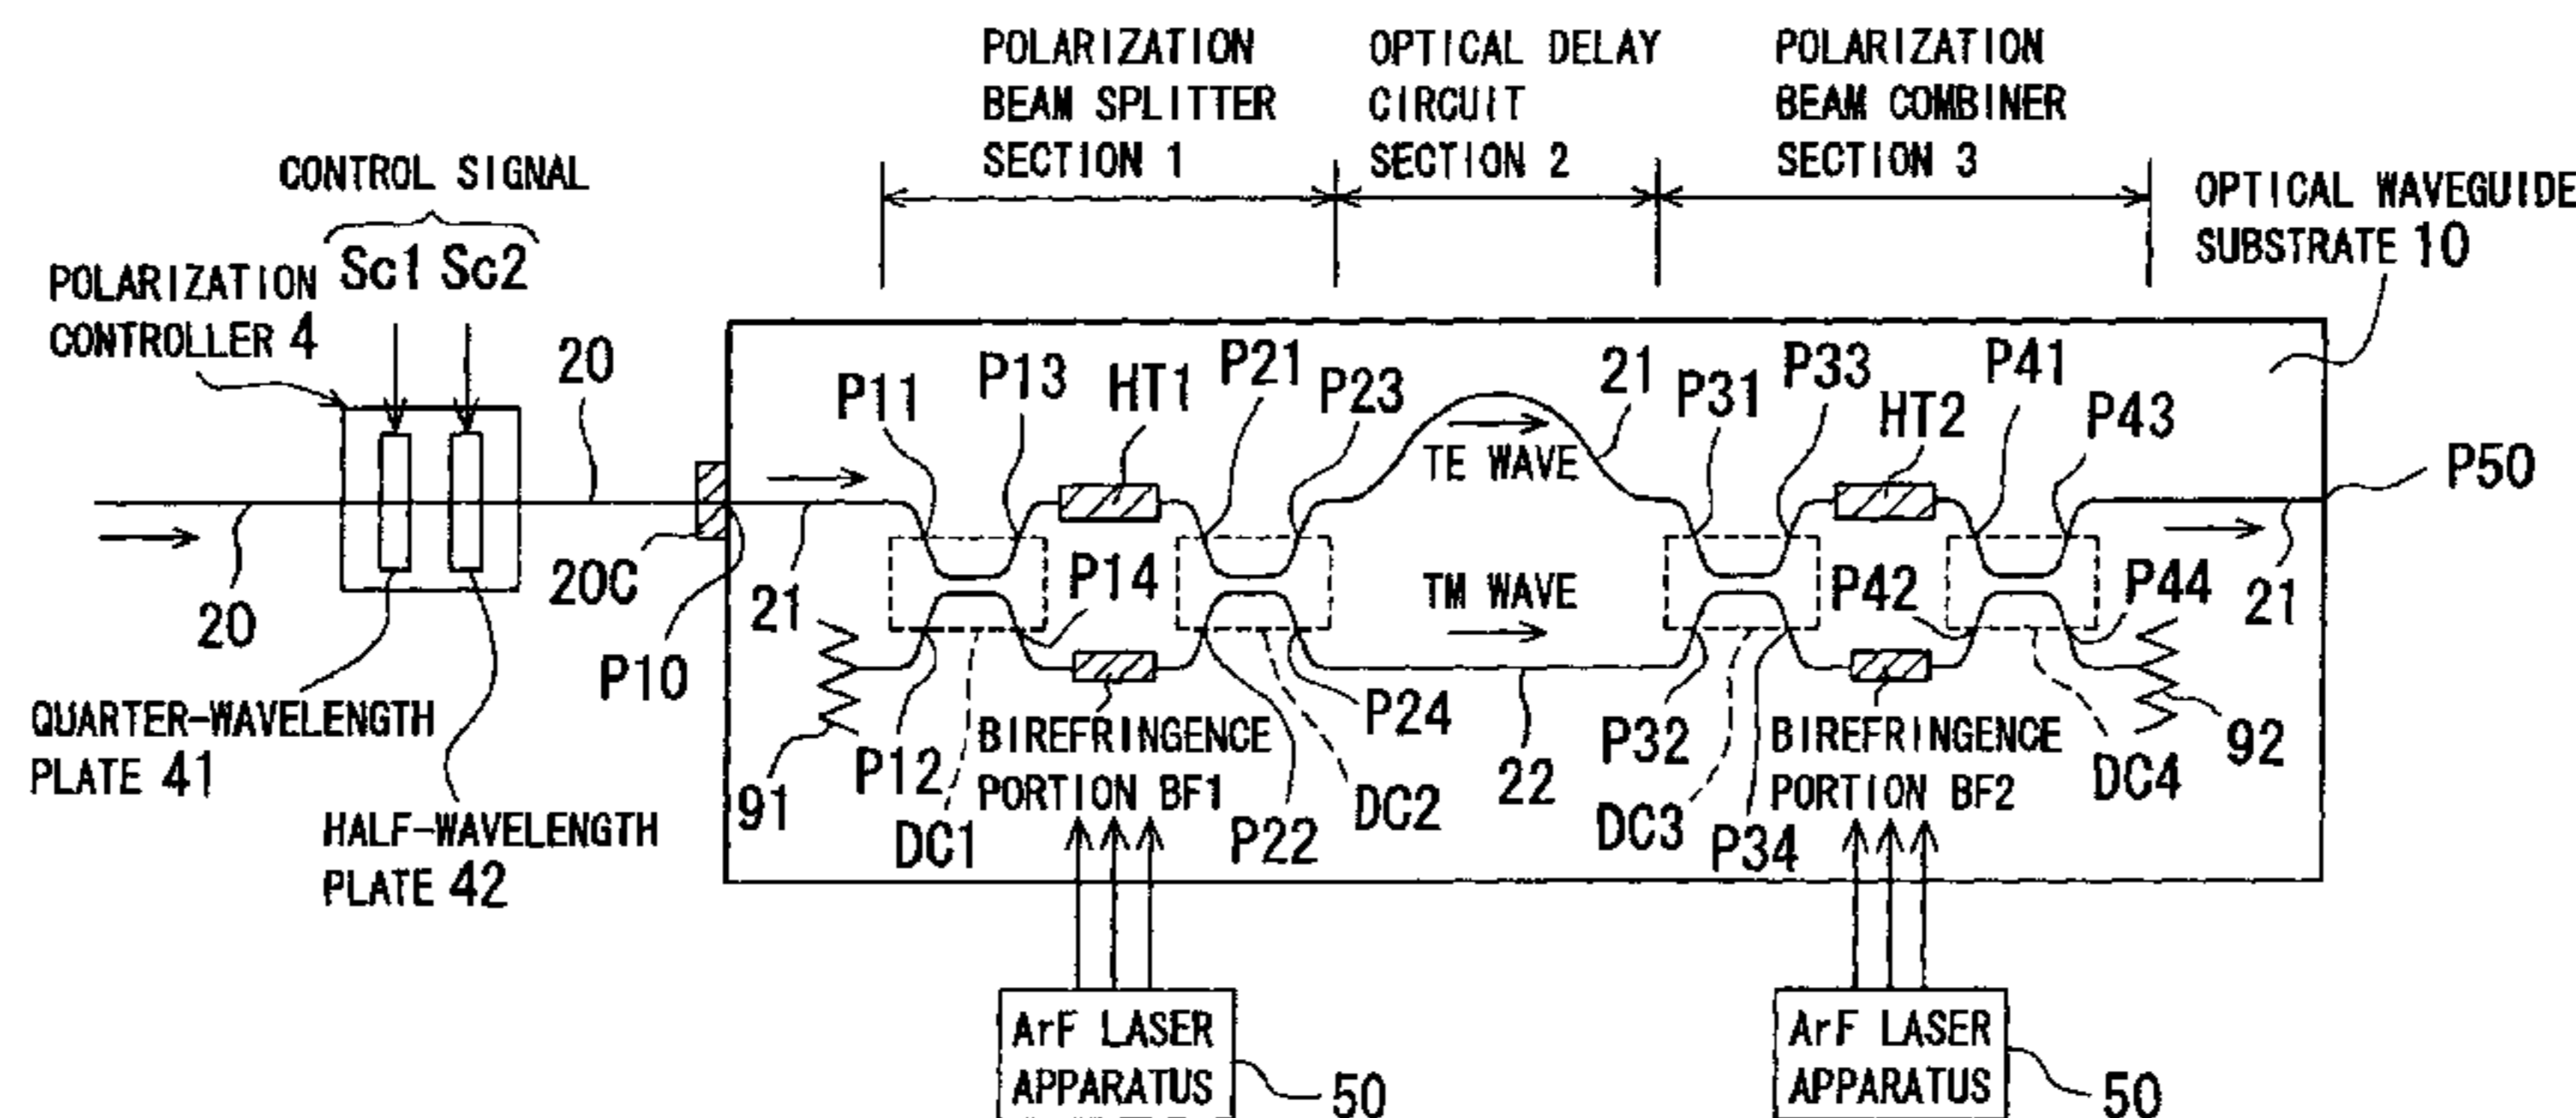 POLARIZATION
BEAM SPLITTER
SECTION 1
OPTICAL DELAY
CIRCUIT
SECTION 2
POLARIZATION
BEAM COMBINER
SECTION 3
CONTROL SIGNAL
Sc1 Sc2
OPTICAL WAVEGUIDE
SUBSTRATE 10
POLARIZATION
CONTROLLER 4
20
P11
P13
HT1
P21
P23
21
P31
P33
HT2
P41
P43
P50
TE WAVE
20
20C
P10
21
P14
TM WAVE
P42
P44
21
QUARTER-WAVELENGTH
PLATE 41
HALF-WAVELENGTH
PLATE 42
91
P12
DC1
BIREFRINGENCE
PORTION BF1
P22
P24
DC2
22
P32
DC3
P34
BIREFRINGENCE
PORTION BF2
DC4
92
ArF LASER
APPARATUS
50
ArF LASER
APPARATUS
50